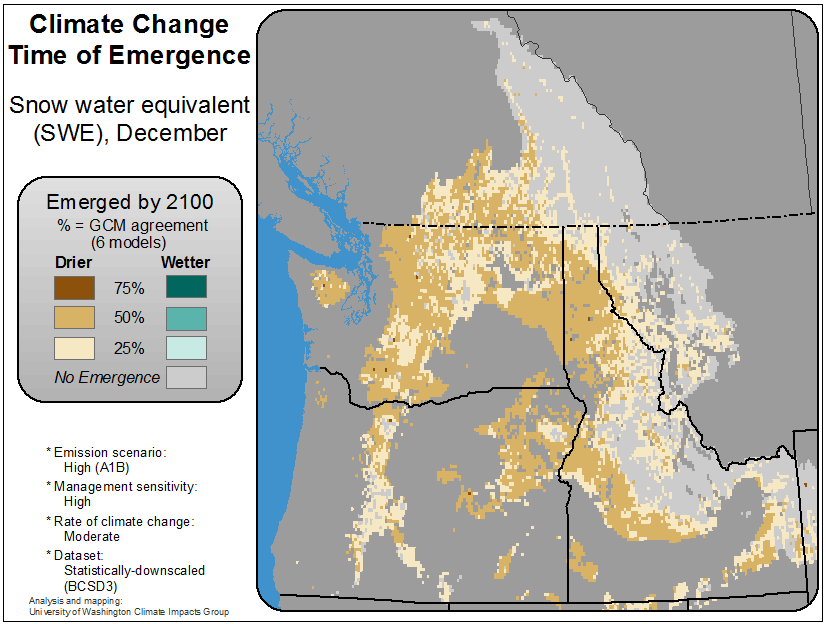 Climate Change
Time of Emergence
Snow water equivalent
(SWE), December
Emerged by 2100
% = GCM agreement
(6 models)
Drier Wetter
75%
50%
25%
No Emergence
* Emission scenario:
High (A1B)
* Management sensitivity:
High
* Rate of climate change:
Moderate
* Dataset:
Statistically-downscaled
(BCSD3)
Analysis and mapping:
University of Washington Climate Impacts Group